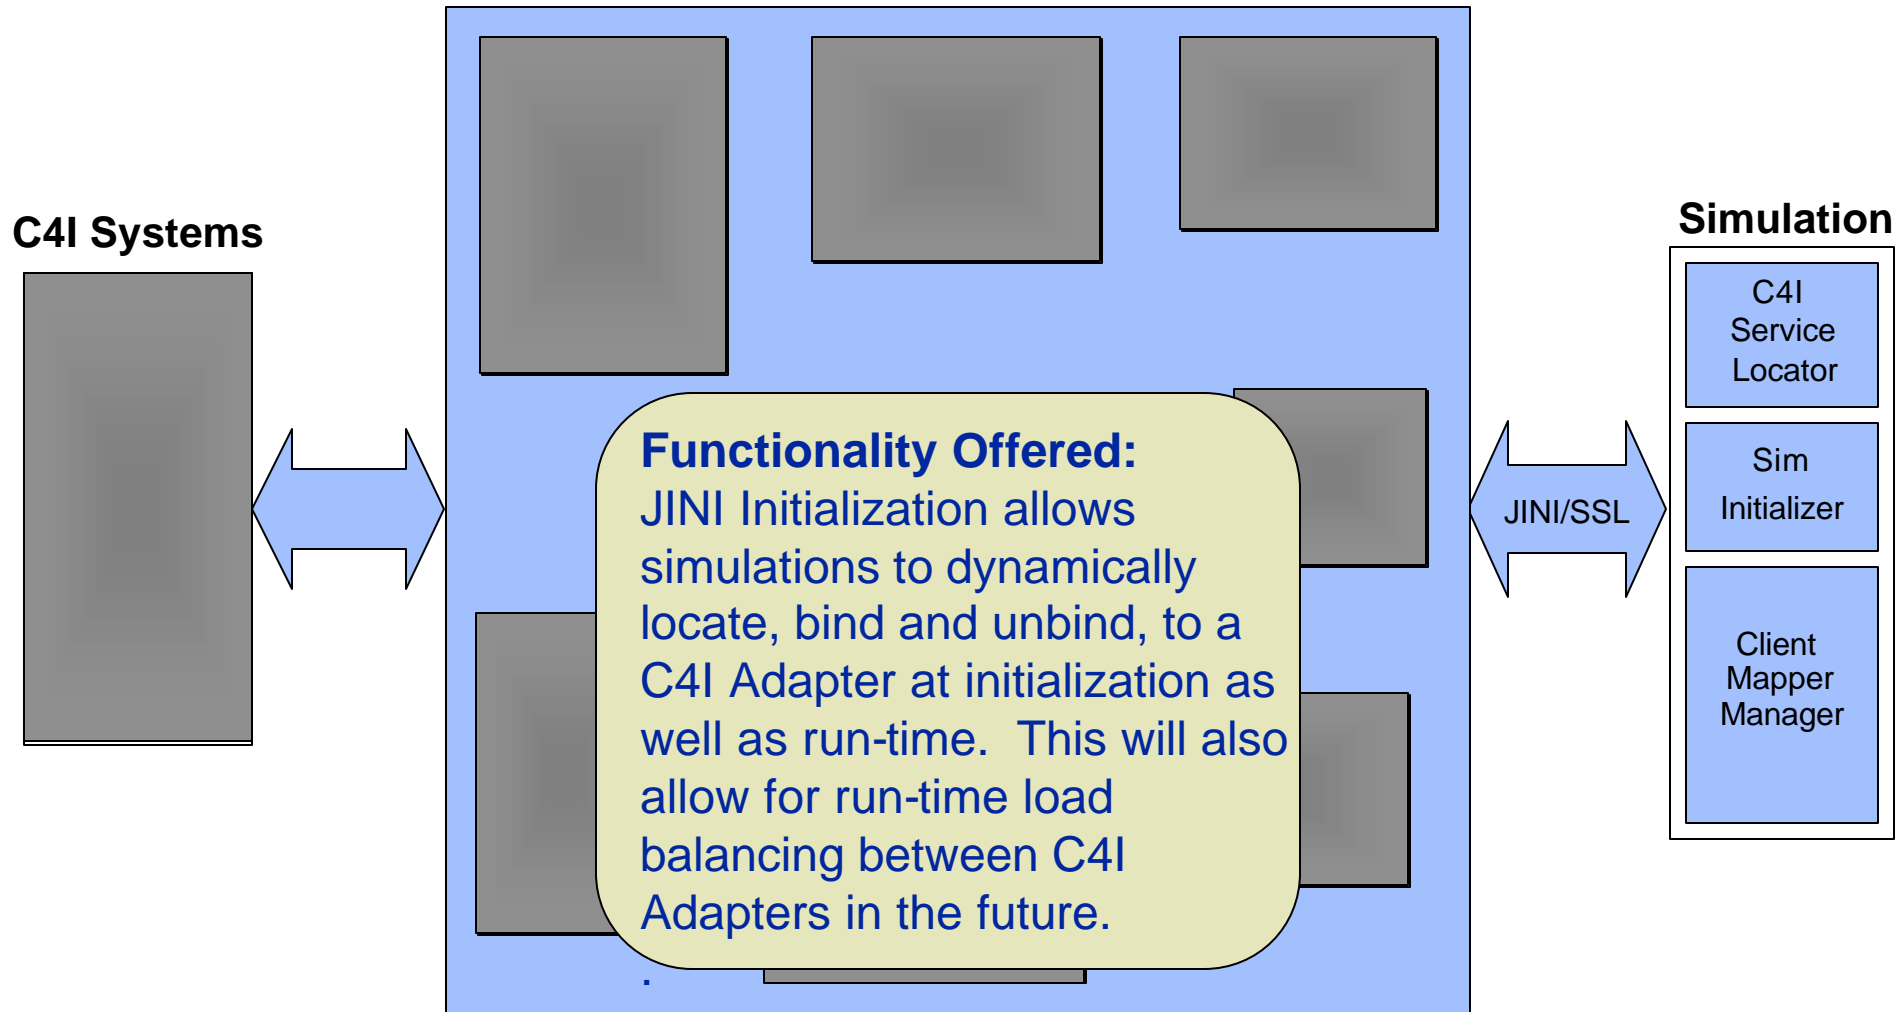 C4I Systems
Functionality Offered:
JINI Initialization allows
simulations to dynamically
locate, bind and unbind, to a
C4I Adapter at initialization as
well as run-time.  This will also
allow for run-time load
balancing between C4I
Adapters in the future.
.
JINI/SSL
Simulation
C4I
Service
Locator
Sim
Initializer
Client
Mapper
Manager